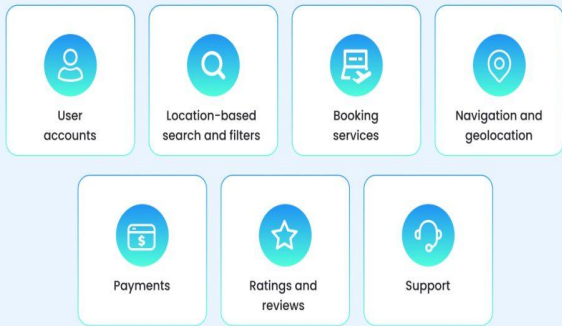 User
accounts
Location-based
search and filters
Booking
services
Navigation and
geolocation
$
Payments
Ratings and
reviews
Support